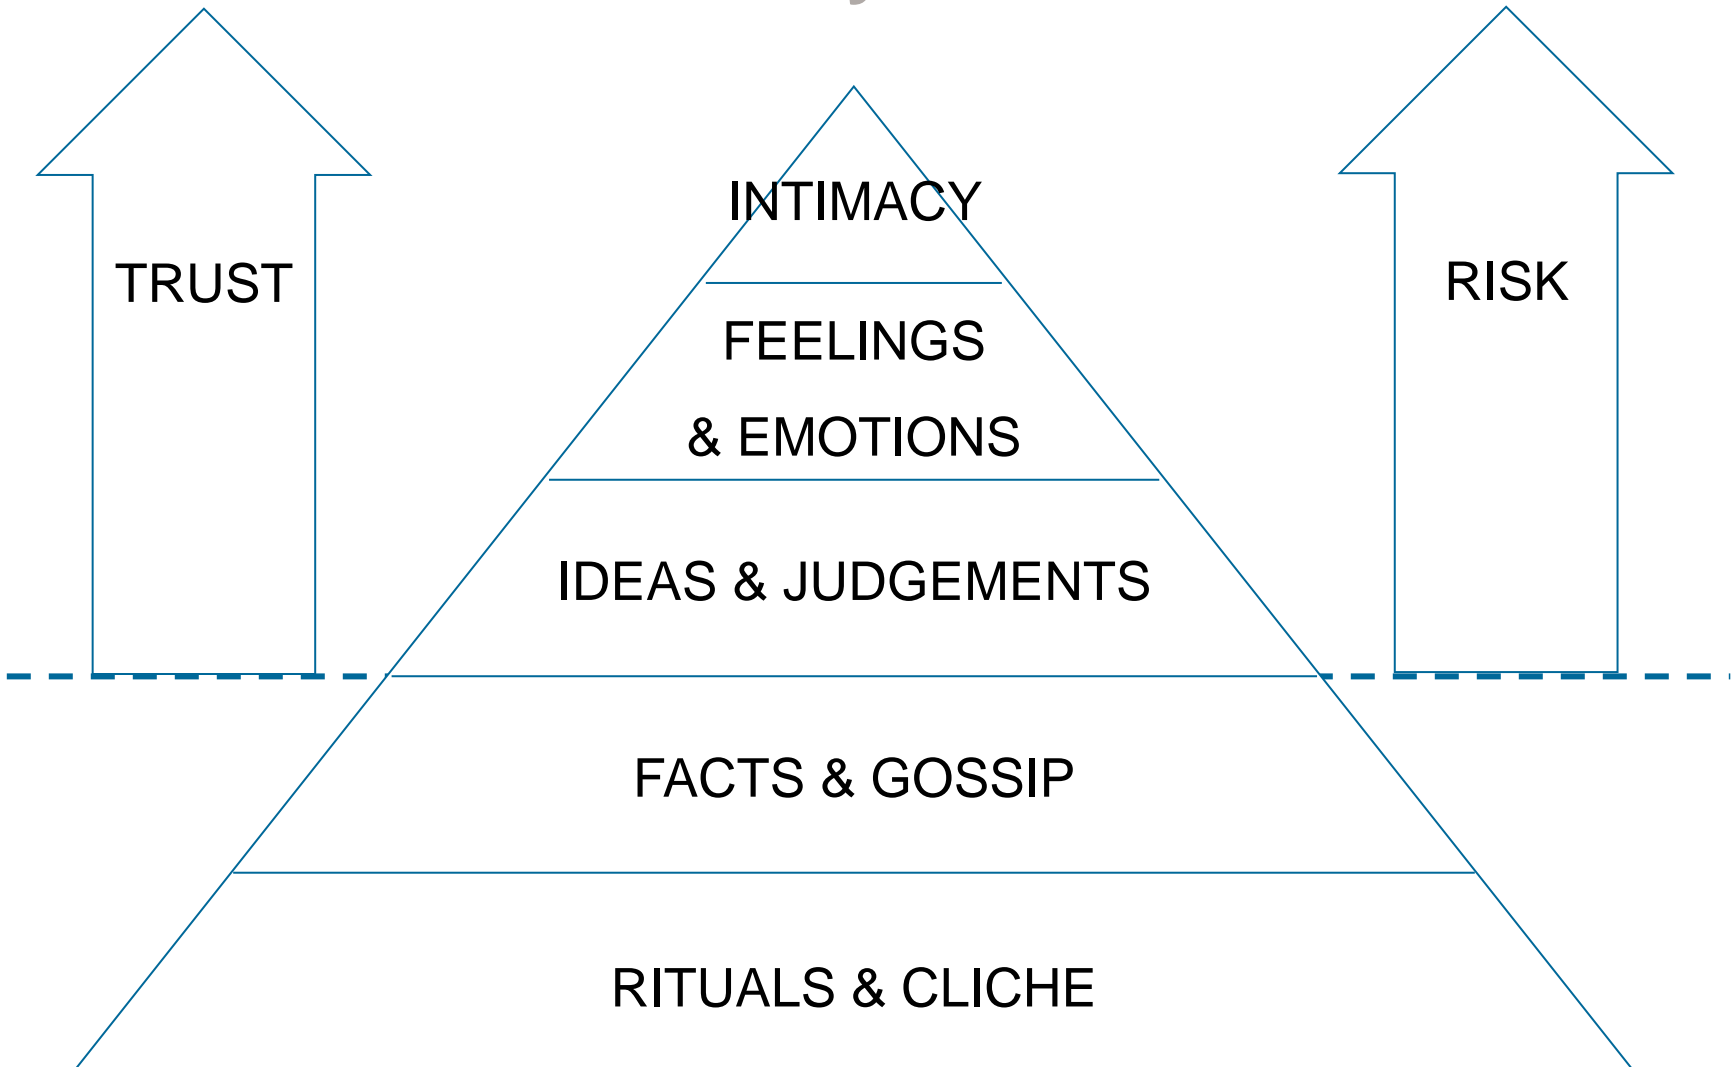 INTIMACY
TRUST
RISK
FEELINGS
& EMOTIONS
IDEAS & JUDGEMENTS
FACTS & GOSSIP
RITUALS & CLICHE